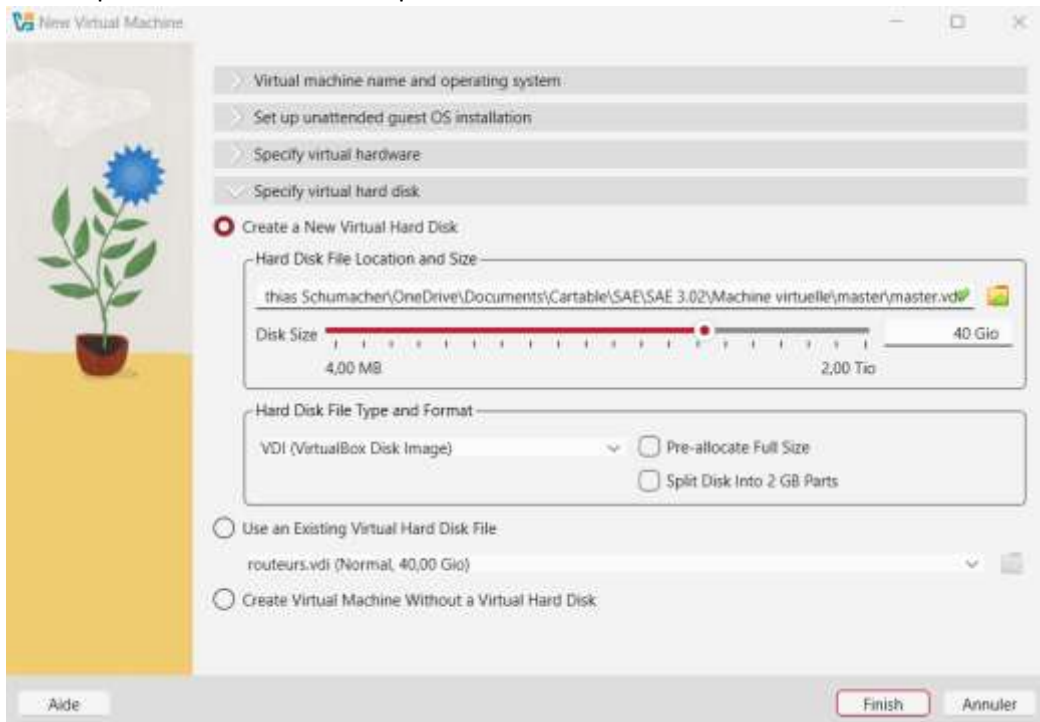 New Virtual Machine
Virtual machine name and operating system
Set up unattended guest OS installation
Specify virtual hardware
Specify virtual hard disk
Create a New Virtual Hard Disk
Hard Disk File Location and Size
thias Schumacher\OneDrive\Documents\Cartable\SAE\SAE 3.02\Machine virtuelle\master\master.vdi
Disk Size
40 Gio
4,00 MB 2,00 Tio
Hard Disk File Type and Format
VDI (VirtualBox Disk Image) Pre-allocate Full Size
Split Disk Into 2 GB Parts
Use an Existing Virtual Hard Disk File
routeurs.vdi (Normal, 40,00 Gio)
Create Virtual Machine Without a Virtual Hard Disk
Aide Finish Annuler